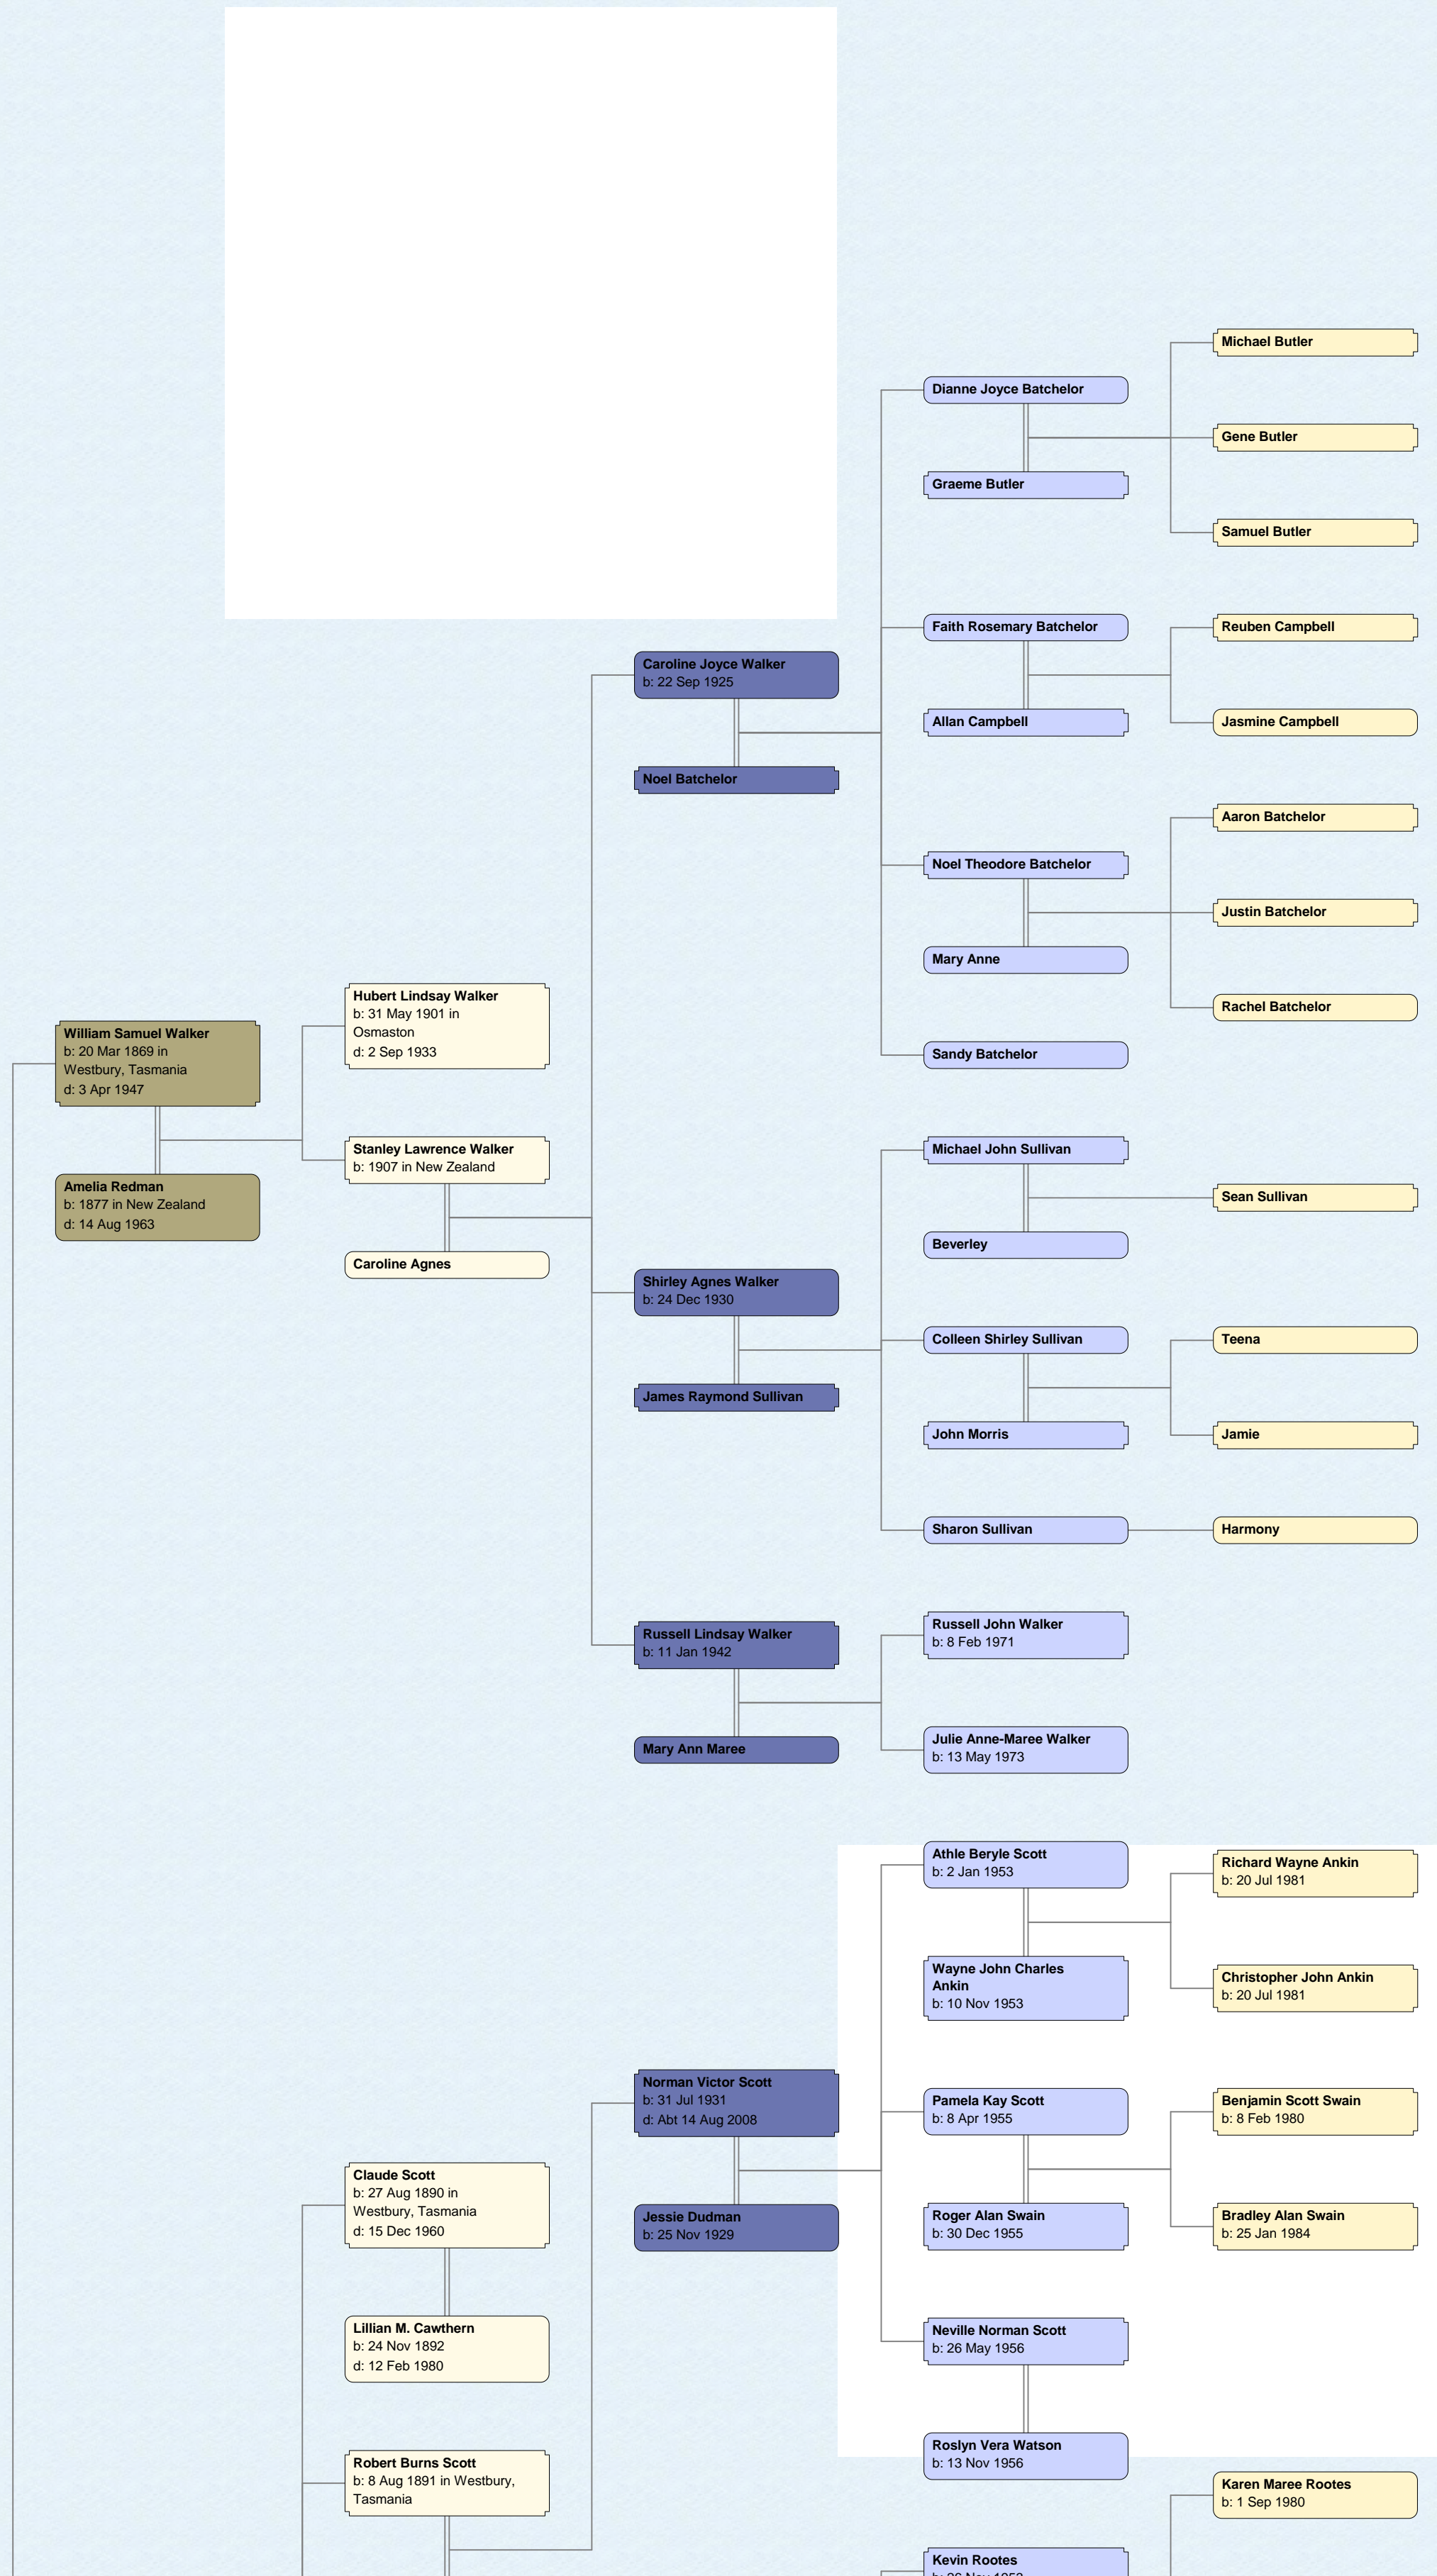 Michael Butler
Dianne Joyce Batchelor
Gene Butler
Graeme Butler
Samuel Butler
Faith Rosemary Batchelor
Reuben Campbell
Caroline Joyce Walker
b: 22 Sep 1925
Allan Campbell
Jasmine Campbell
Noel Batchelor
Aaron Batchelor
Noel Theodore Batchelor
Justin Batchelor
Mary Anne
Hubert Lindsay Walker
b: 31 May 1901 in
Osmaston
d: 2 Sep 1933
Rachel Batchelor
William Samuel Walker
b: 20 Mar 1869 in
Westbury, Tasmania
d: 3 Apr 1947
Sandy Batchelor
Stanley Lawrence Walker
b: 1907 in New Zealand
Michael John Sullivan
Amelia Redman
b: 1877 in New Zealand
d: 14 Aug 1963
Sean Sullivan
Beverley
Caroline Agnes
Shirley Agnes Walker
b: 24 Dec 1930
Colleen Shirley Sullivan
Teena
James Raymond Sullivan
John Morris
Jamie
Sharon Sullivan
Harmony
Russell Lindsay Walker
b: 11 Jan 1942
Russell John Walker
b: 8 Feb 1971
Mary Ann Maree
Julie Anne-Maree Walker
b: 13 May 1973
Athle Beryle Scott
b: 2 Jan 1953
Richard Wayne Ankin
b: 20 Jul 1981
Wayne John Charles
Ankin
b: 10 Nov 1953
Christopher John Ankin
b: 20 Jul 1981
Norman Victor Scott
b: 31 Jul 1931
d: Abt 14 Aug 2008
Pamela Kay Scott
b: 8 Apr 1955
Benjamin Scott Swain
b: 8 Feb 1980
Claude Scott
b: 27 Aug 1890 in
Westbury, Tasmania
d: 15 Dec 1960
Jessie Dudman
b: 25 Nov 1929
Roger Alan Swain
b: 30 Dec 1955
Bradley Alan Swain
b: 25 Jan 1984
Lillian M. Cawthern
b: 24 Nov 1892
d: 12 Feb 1980
Neville Norman Scott
b: 26 May 1956
Roslyn Vera Watson
b: 13 Nov 1956
Robert Burns Scott
b: 8 Aug 1891 in Westbury,
Tasmania
Karen Maree Rootes
b: 1 Sep 1980
Kevin Rootes